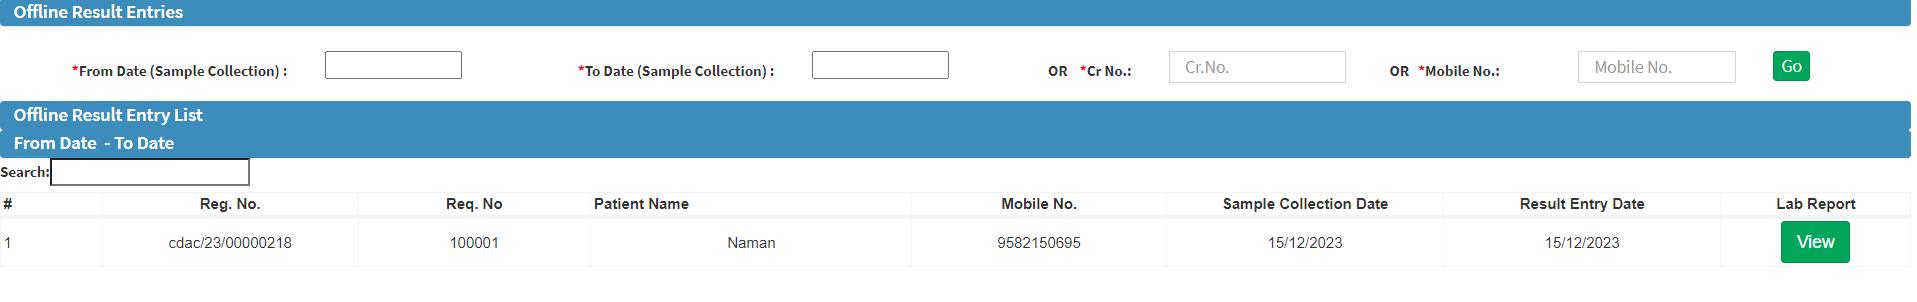 Offline Result Entries
*From Date (Sample Collection) : *To Date (Sample Collection) : OR *Cr No.: Cr.No. OR *Mobile No.: Mobile No. Go
Offline Result Entry List
From Date - To Date
Search:
# Reg. No. Req. No Patient Name Mobile No. Sample Collection Date Result Entry Date Lab Report
1 cdac/23/00000218 100001 Naman 9582150695 15/12/2023 15/12/2023 View